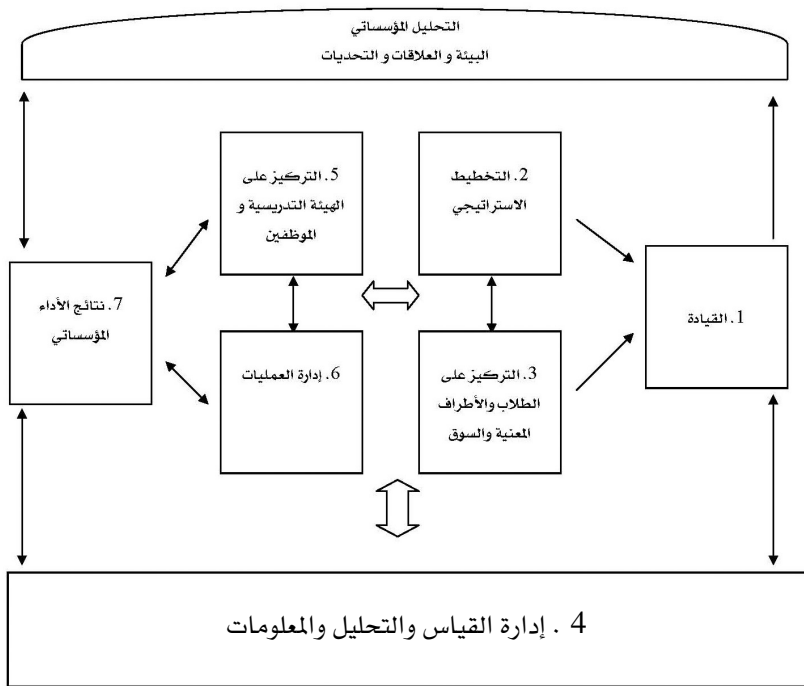 التحليل المؤسساتي
البيئة و العلاقات و التحديات
2. التخطيط
الاستراتيجي
5. التركيز على
الهيئة التدريسية و
الموظفين
1. القيادة
7. نتائج الأداء
المؤسساتي
3. التركيز على
الطلاب والأطراف
المعنية والسوق
6. إدارة العمليات
4 . إدارة القياس والتحليل والمعلومات